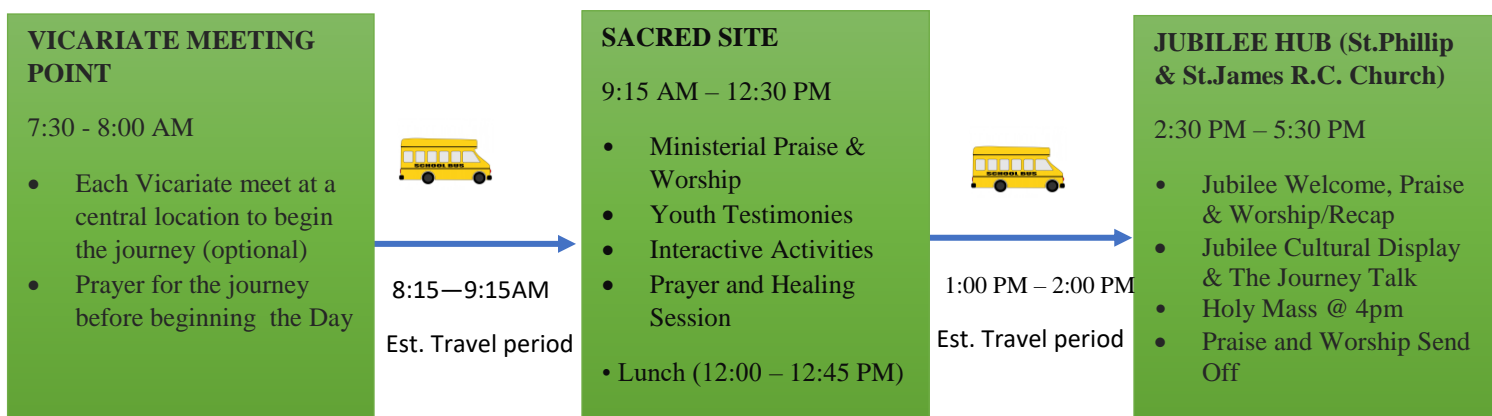 VICARIATE MEETING
POINT
7:30 - 8:00 AM
• Each Vicariate meet at a
central location to begin
the journey (optional)
• Prayer for the journey
before beginning the Day
SCHOOL BUS
8:15—9:15AM
Est. Travel period
SACRED SITE
9:15 AM – 12:30 PM
• Ministerial Praise &
Worship
• Youth Testimonies
• Interactive Activities
• Prayer and Healing
Session
• Lunch (12:00 – 12:45 PM)
SCHOOL BUS
1:00 PM – 2:00 PM
Est. Travel period
JUBILEE HUB (St.Phillip
& St.James R.C. Church)
2:30 PM – 5:30 PM
• Jubilee Welcome, Praise
& Worship/Recap
• Jubilee Cultural Display
& The Journey Talk
• Holy Mass @ 4pm
• Praise and Worship Send
Off